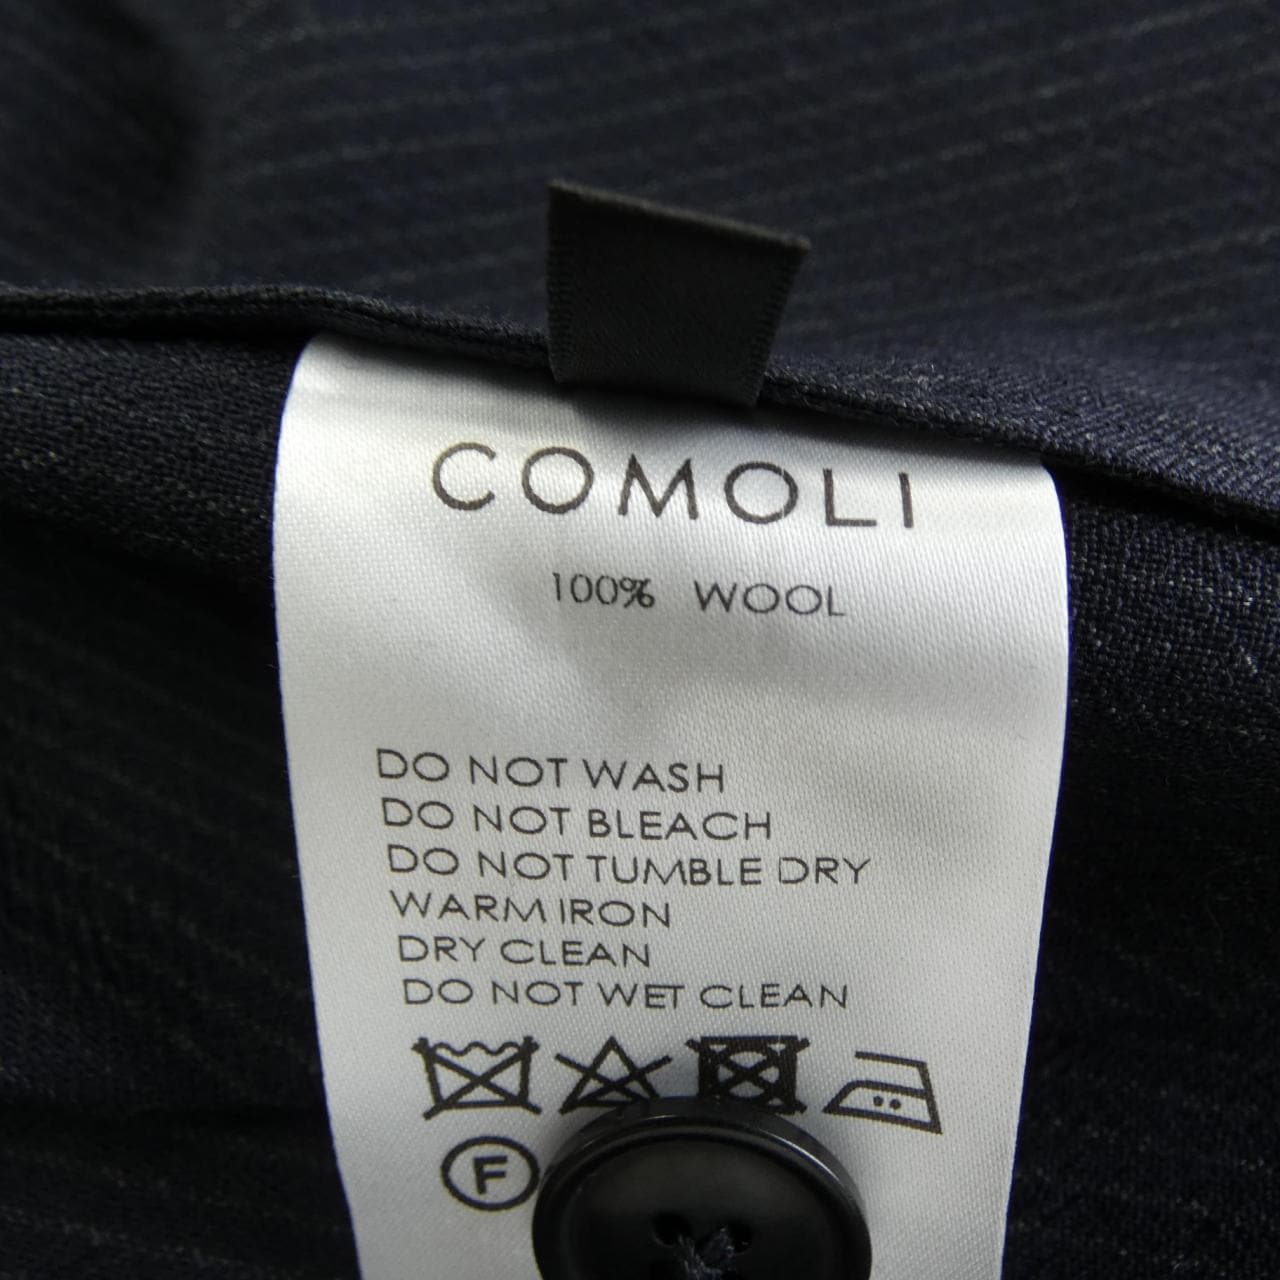 COMOLI
100% WOOL
DO NOT WASH
DO NOT BLEACH
DO NOT TUMBLE DRY
WARM IRON
DRY CLEAN
DO NOT WET CLEAN
F